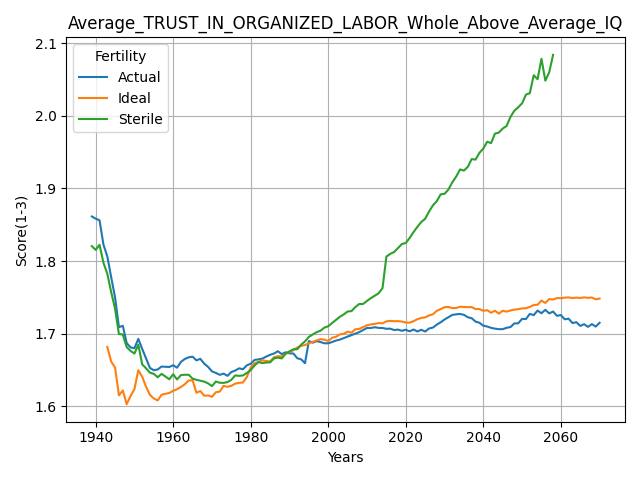 Average_TRUST_IN_ORGANIZED_LABOR_Whole_Above_Average_IQ
Fertility
Actual
Ideal
Sterile
Score(1-3)
2.1
2.0
1.9
1.8
1.7
1.6
1940
1960
1980
2000
2020
2040
2060
Years